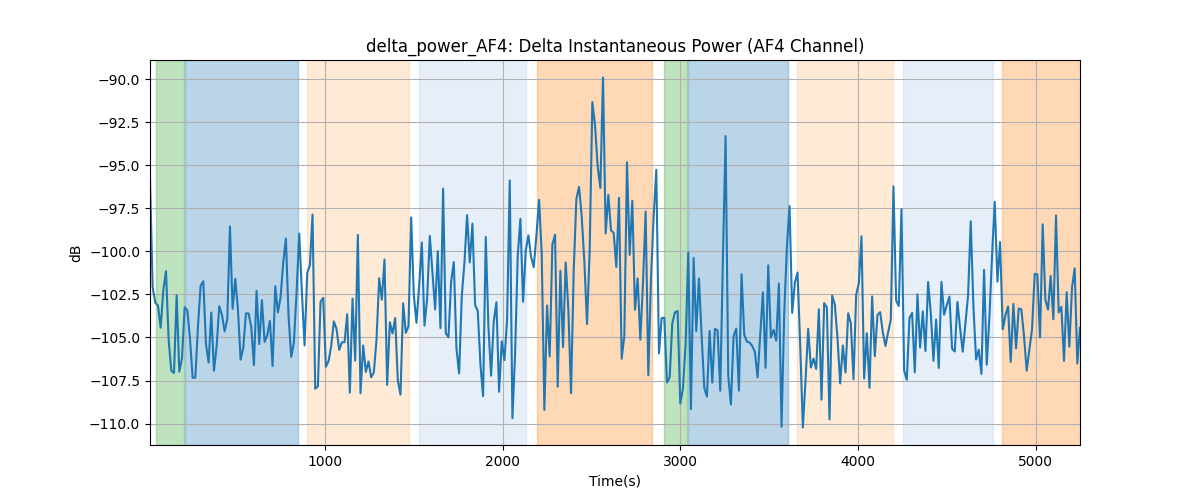 delta_power_AF4: Delta Instantaneous Power (AF4 Channel)
dB
−90.0
−92.5
−95.0
−97.5
−100.0
−102.5
−105.0
−107.5
−110.0
1000 2000 3000 4000 5000
Time(s)